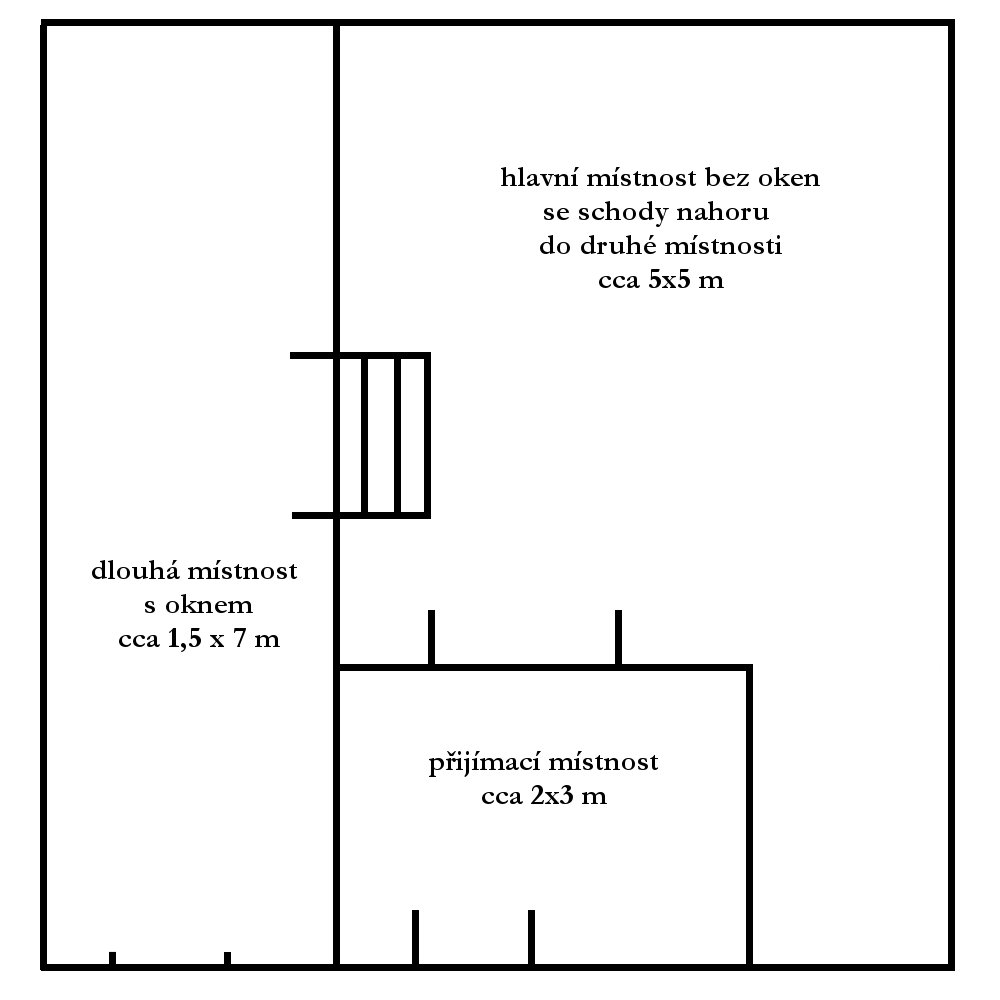 hlavní místnost bez oken
se schody nahoru
do druhé místnosti
cca 5x5 m
dlouhá místnost
s oknem
cca 1,5 x 7 m
přijímací místnost
cca 2x3 m